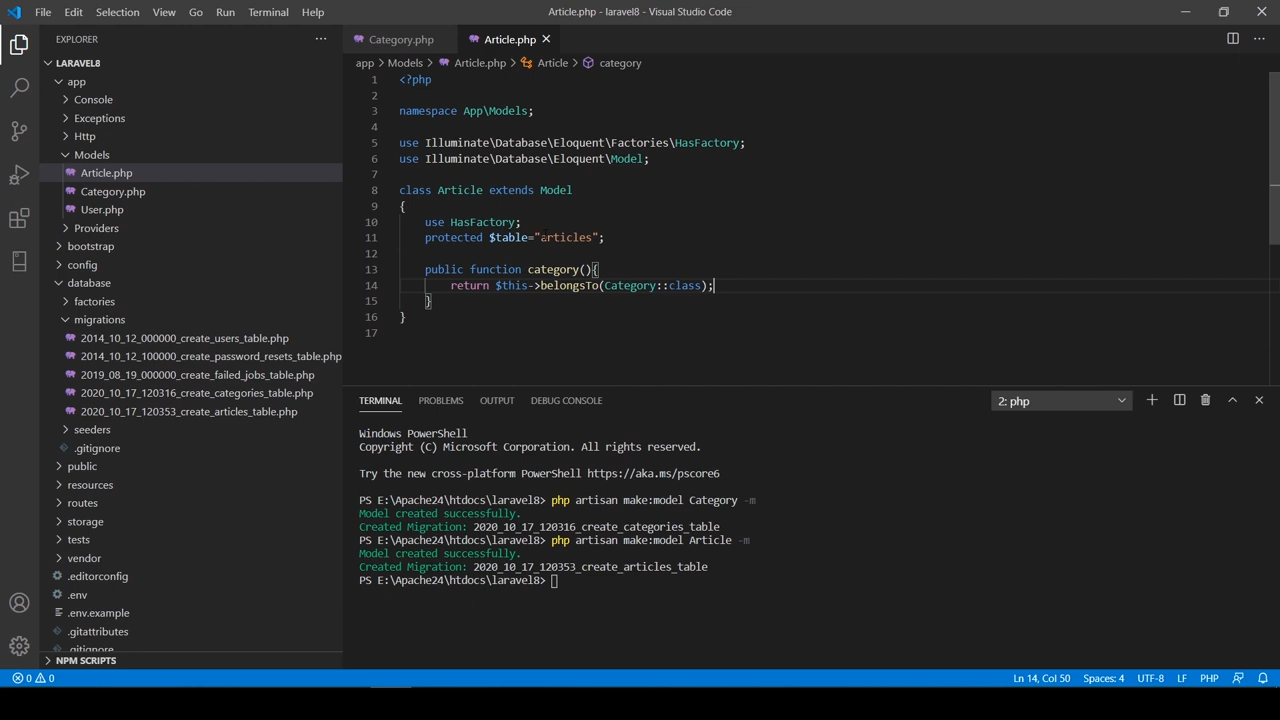 File Edit Selection View Go Run Terminal Help
Article.php - laravel8 - Visual Studio Code
EXPLORER
LARAVEL8
app
Console
Exceptions
Http
Models
Article.php
Category.php
User.php
Providers
bootstrap
config
database
factories
migrations
2014_10_12_000000_create_users_table.php
2014_10_12_100000_create_password_resets_table.php
2019_08_19_000000_create_failed_jobs_table.php
2020_10_17_120316_create_categories_table.php
2020_10_17_120353_create_articles_table.php
seeders
.gitignore
public
resources
routes
storage
tests
vendor
.editorconfig
.env
.env.example
.gitattributes
.gitignore
NPM SCRIPTS
Category.php Article.php
app > Models > Article.php > Article > category
1 <?php
2
3 namespace App\Models;
4
5 use Illuminate\Database\Eloquent\Factories\HasFactory;
6 use Illuminate\Database\Eloquent\Model;
7
8 class Article extends Model
9 {
10 use HasFactory;
11 protected $table="articles";
12
13 public function category(){
14 return $this->belongsTo(Category::class);
15 }
16 }
17
TERMINAL PROBLEMS OUTPUT DEBUG CONSOLE
2: php
Windows PowerShell
Copyright (C) Microsoft Corporation. All rights reserved.
Try the new cross-platform PowerShell https://aka.ms/pscore6
PS E:\Apache24\htdocs\laravel8> php artisan make:model Category -m
Model created successfully.
Created Migration: 2020_10_17_120316_create_categories_table
PS E:\Apache24\htdocs\laravel8> php artisan make:model Article -m
Model created successfully.
Created Migration: 2020_10_17_120353_create_articles_table
PS E:\Apache24\htdocs\laravel8>
0 0
Ln 14, Col 50 Spaces: 4 UTF-8 LF PHP